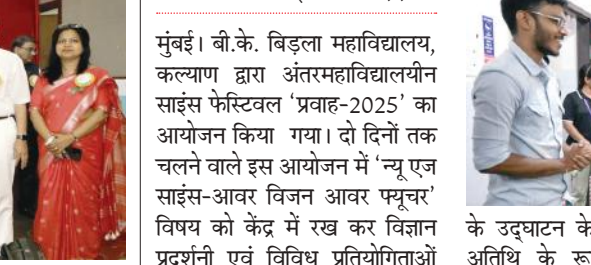 मुंबई। बी.के. बिड़ला महाविद्यालय,
कल्याण द्वारा अंतरमहाविद्यालयीन
साइंस फेस्टिवल ‘प्रवाह-2025’ का
आयोजन किया गया। दो दिनों तक
चलने वाले इस आयोजन में ‘न्यू एज
साइंस-आवर विजन आवर फ्यूचर’
विषय को केंद्र में रख कर विज्ञान
प्रदर्शनी एवं विविध प्रतियोगिताओं
के उद्घाटन के
अतिथि के